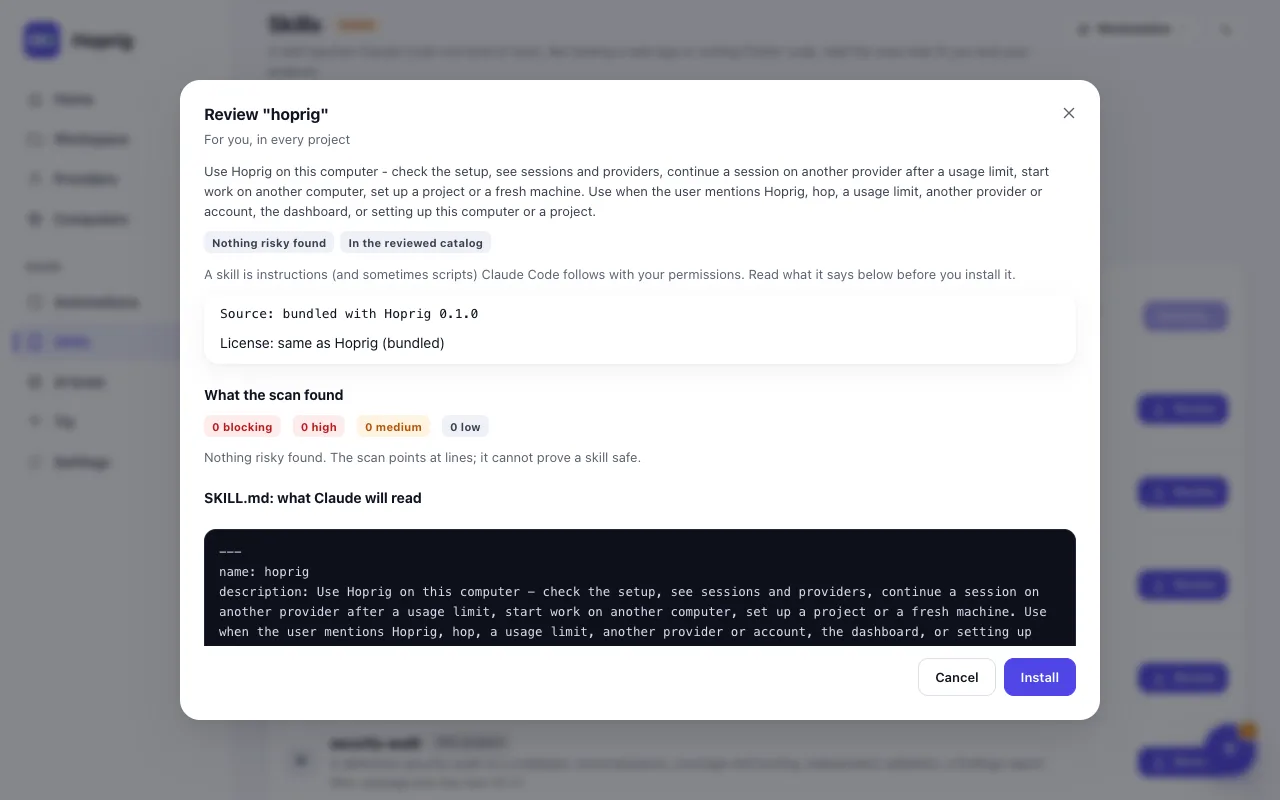 Review "hoprig"
For you, in every project
Use Hoprig on this computer - check the setup, see sessions and providers, continue a session on another provider after a usage limit, start
work on another computer, set up a project or a fresh machine. Use when the user mentions Hoprig, hop, a usage limit, another provider or
account, the dashboard, or setting up this computer or a project.
Nothing risky found In the reviewed catalog
A skill is instructions (and sometimes scripts) Claude Code follows with your permissions. Read what it says below before you install it.
Source: bundled with Hoprig 0.1.0
License: same as Hoprig (bundled)
What the scan found
0 blocking 0 high 0 medium 0 low
Nothing risky found. The scan points at lines; it cannot prove a skill safe.
SKILL.md: what Claude will read
---
name: hoprig
description: Use Hoprig on this computer — check the setup, see sessions and providers, continue a session on
another provider after a usage limit, start work on another computer, set up a project or a fresh machine. Use
when the user mentions Hoprig, hop, a usage limit, another provider or account, the dashboard, or setting up
Cancel Install
Hoprig
Skills
Home
Workspace
Providers
Computers
Automations
Skills
Settings